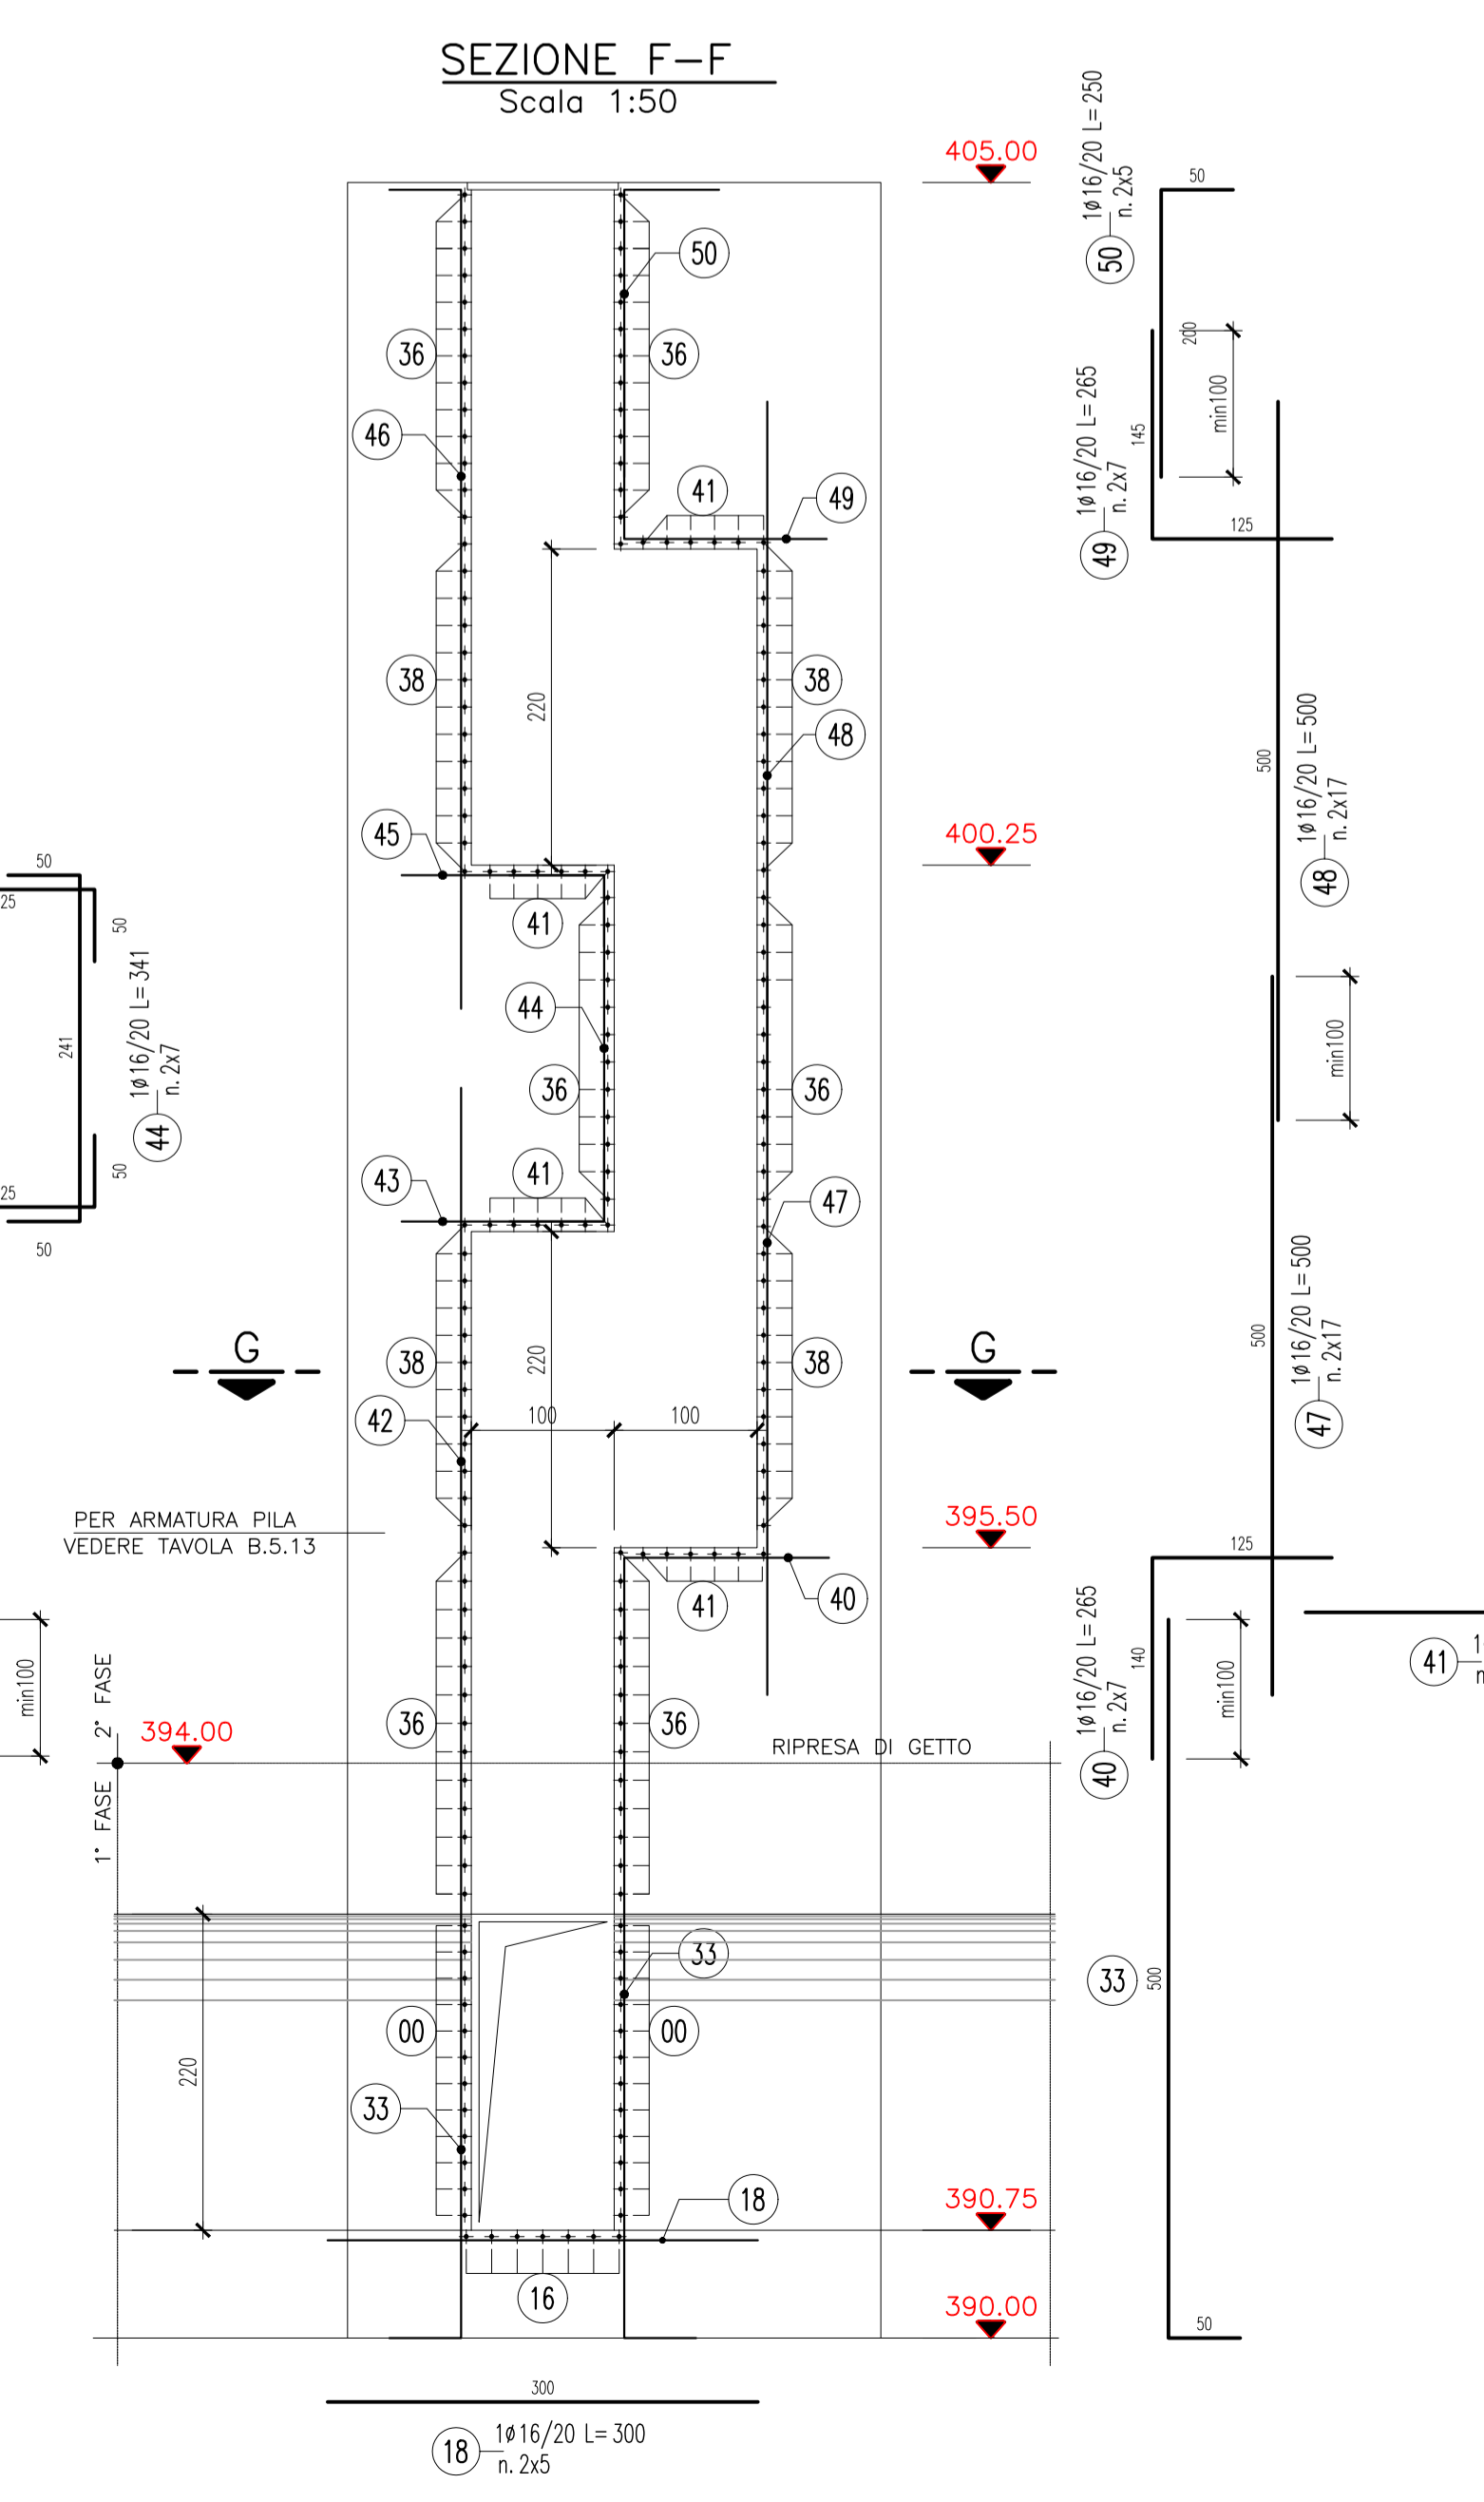 SEZIONE F–F
Scala 1:50
405.00
50
36
36
46
41
49
38
220
38
48
45
400.25
41
44
36
36
43
41
47
G
G
38
220
38
42
100
100
PER ARMATURA PILA
VEDERE TAVOLA B.5.13
395.50
40
41
1° FASE 2° FASE
394.00
36
36
RIPRESA DI GETTO
33
220
00
00
33
18
390.75
16
390.00
300
18
1ø16/20 L=300
n. 2x5
50
25
50
241
44
1ø16/20 L=341
n. 2x7
50
25
50
min100
50
1ø16/20 L=250
n. 2x5
50
200
min100
49
1ø16/20 L=265
n. 2x7
145
125
500
48
1ø16/20 L=500
n. 2x17
min100
500
47
1ø16/20 L=500
n. 2x17
125
40
1ø16/20 L=265
n. 2x7
140
min100
41
1
n
33
500
50